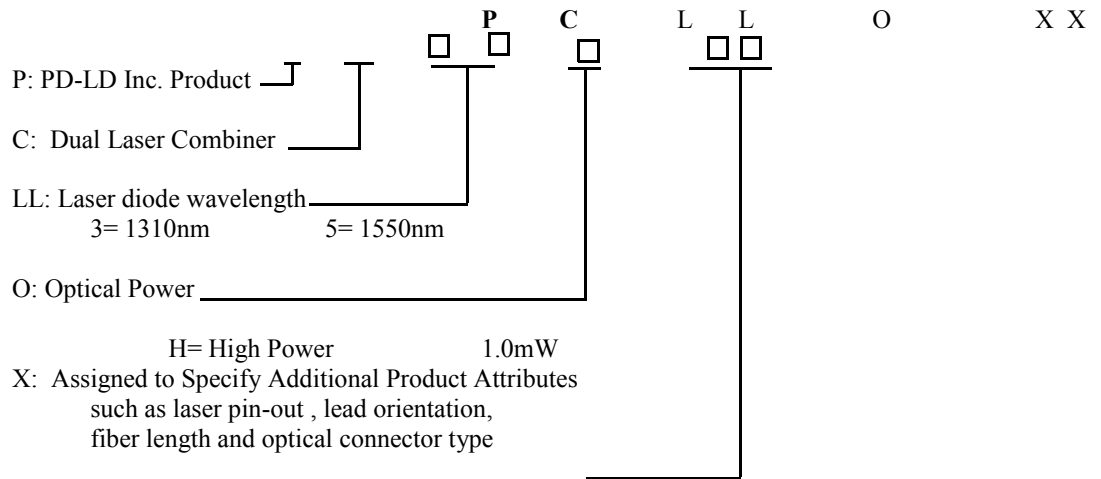 P C L L O X X
P: PD-LD Inc. Product
C: Dual Laser Combiner
LL: Laser diode wavelength
3= 1310nm 5= 1550nm
O: Optical Power
H= High Power 1.0mW
X: Assigned to Specify Additional Product Attributes
such as laser pin-out , lead orientation,
fiber length and optical connector type